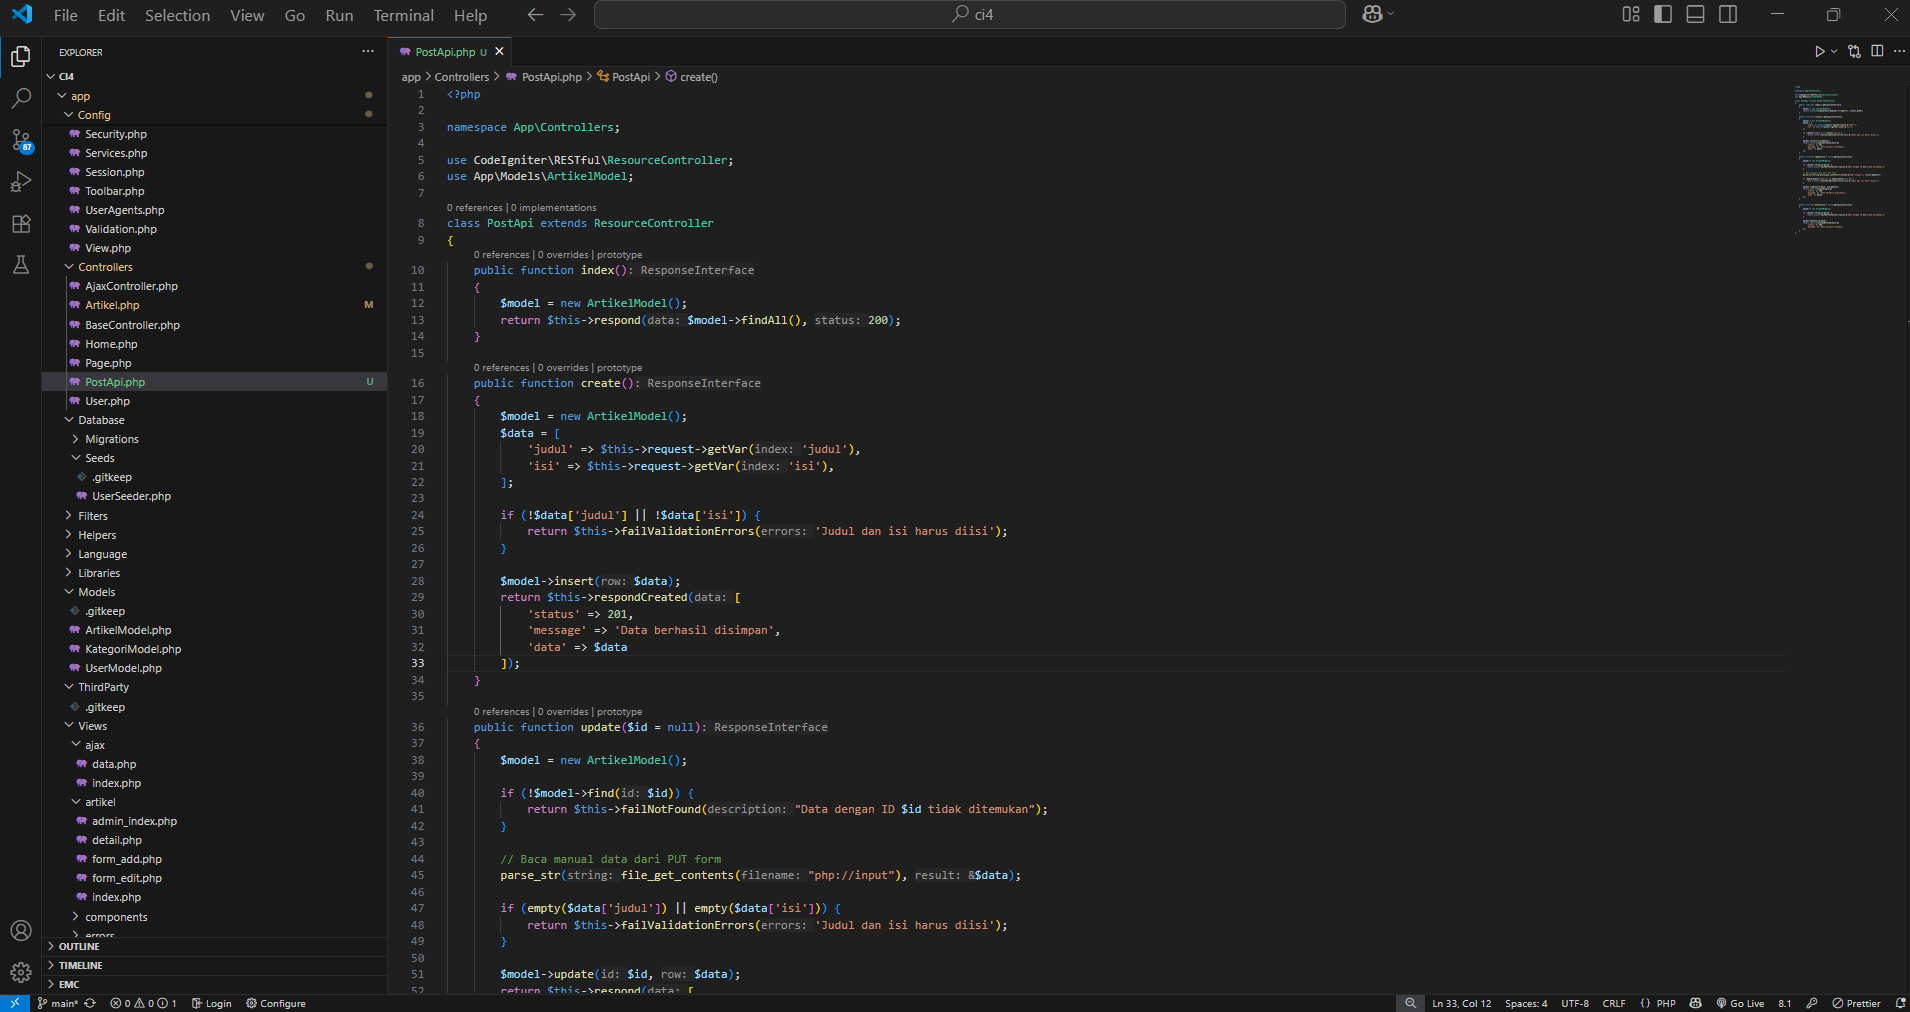 File Edit Selection View Go Run Terminal Help
ci4
EXPLORER
CI4
app
Config
Security.php
Services.php
Session.php
Toolbar.php
UserAgents.php
Validation.php
View.php
Controllers
AjaxController.php
Artikel.php M
BaseController.php
Home.php
Page.php
PostApi.php U
User.php
Database
Migrations
Seeds
.gitkeep
UserSeeder.php
Filters
Helpers
Language
Libraries
Models
.gitkeep
ArtikelModel.php
KategoriModel.php
UserModel.php
ThirdParty
.gitkeep
Views
ajax
data.php
index.php
artikel
admin_index.php
detail.php
form_add.php
form_edit.php
index.php
components
errors
OUTLINE
TIMELINE
EMC
87
PostApi.php U
app > Controllers > PostApi.php > PostApi > create()
1 <?php
2
3 namespace App\Controllers;
4
5 use CodeIgniter\RESTful\ResourceController;
6 use App\Models\ArtikelModel;
7
0 references | 0 implementations
8 class PostApi extends ResourceController
9 {
0 references | 0 overrides | prototype
10 public function index(): ResponseInterface
11 {
12 $model = new ArtikelModel();
13 return $this->respond(data: $model->findAll(), status: 200);
14 }
15
0 references | 0 overrides | prototype
16 public function create(): ResponseInterface
17 {
18 $model = new ArtikelModel();
19 $data = [
20 'judul' => $this->request->getVar(index: 'judul'),
21 'isi' => $this->request->getVar(index: 'isi'),
22 ];
23
24 if (!$data['judul'] || !$data['isi']) {
25 return $this->failValidationErrors(errors: 'Judul dan isi harus diisi');
26 }
27
28 $model->insert(row: $data);
29 return $this->respondCreated(data: [
30 'status' => 201,
31 'message' => 'Data berhasil disimpan',
32 'data' => $data
33 ]);
34 }
35
0 references | 0 overrides | prototype
36 public function update($id = null): ResponseInterface
37 {
38 $model = new ArtikelModel();
39
40 if (!$model->find(id: $id)) {
41 return $this->failNotFound(description: "Data dengan ID $id tidak ditemukan");
42 }
43
44 // Baca manual data dari PUT form
45 parse_str(string: file_get_contents(filename: "php://input"), result: &$data);
46
47 if (empty($data['judul']) || empty($data['isi'])) {
48 return $this->failValidationErrors(errors: 'Judul dan isi harus diisi');
49 }
50
51 $model->update(id: $id, row: $data);
52 return $this->respond(data: [
main* 0 0 1 Login Configure Ln 33, Col 12 Spaces: 4 UTF-8 CRLF {} PHP Go Live 8.1 Prettier